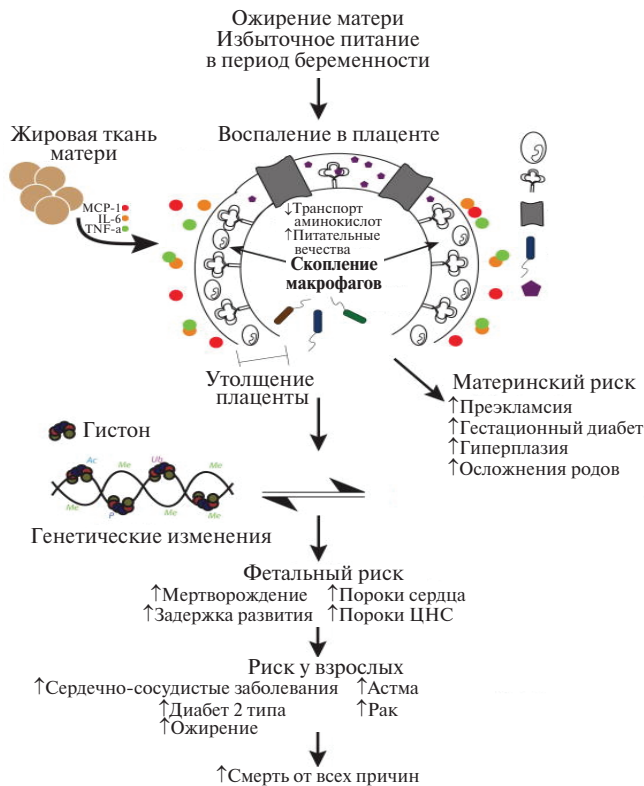 Ожирение матери
Избыточное питание
в период беременности
Жировая ткань
матери
Воспаление в плаценте
MCP-1
IL-6
TNF-a
↓Транспорт
аминокислот
↑Питательные
вечества
Скопление
макрофагов
Утолщение
плаценты
Материнский риск
↑Преэкламсия
↑Гестационный диабет
↑Гиперплазия
↑Осложнения родов
Гистон
Ac
Me
Ub
Me
Me
P
Me
Me
Генетические изменения
Фетальный риск
↑Мертворождение ↑Пороки сердца
↑Задержка развития ↑Пороки ЦНС
Риск у взрослых
↑Сердечно-сосудистые заболевания ↑Астма
↑Диабет 2 типа ↑Рак
↑Ожирение
↑Смерть от всех причин